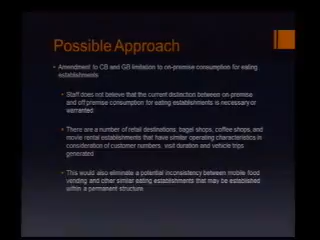 Possible Approach
• Amendment to CB and GB limitation to on-premise consumption for eating
establishments
• Staff does not believe that the current distinction between on-premise
and off premise consumption for eating establishments is necessary or
warranted
• There are a number of retail destinations, bagel shops, coffee shops, and
movie rental establishments that have similar operating characteristics in
consideration of customer numbers, visit duration and vehicle trips
generated
• This would also eliminate a potential inconsistency between mobile food
vending and other similar eating establishments that may be established
within a permanent structure.